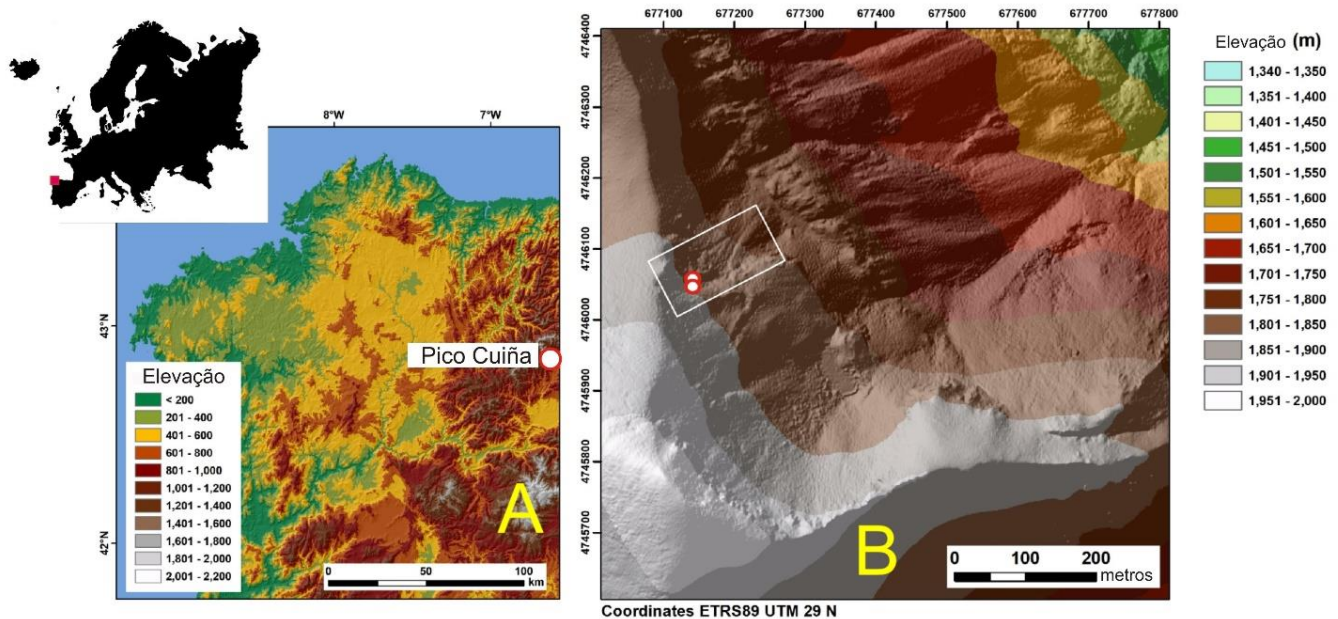 8°W 7°W
43°N
42°N
Pico Cuiña
Elevação
< 200
201 - 400
401 - 600
601 - 800
801 - 1,000
1,001 - 1,200
1,201 - 1,400
1,401 - 1,600
1,601 - 1,800
1,801 - 2,000
2,001 - 2,200
A
0 50 100
km
677100 677200 677300 677400 677500 677600 677700 677800
4746400
4746300
4746200
4746100
4746000
4745900
4745800
4745700
B
0 100 200
metros
Coordinates ETRS89 UTM 29 N
Elevação (m)
1,340 - 1,350
1,351 - 1,400
1,401 - 1,450
1,451 - 1,500
1,501 - 1,550
1,551 - 1,600
1,601 - 1,650
1,651 - 1,700
1,701 - 1,750
1,751 - 1,800
1,801 - 1,850
1,851 - 1,900
1,901 - 1,950
1,951 - 2,000